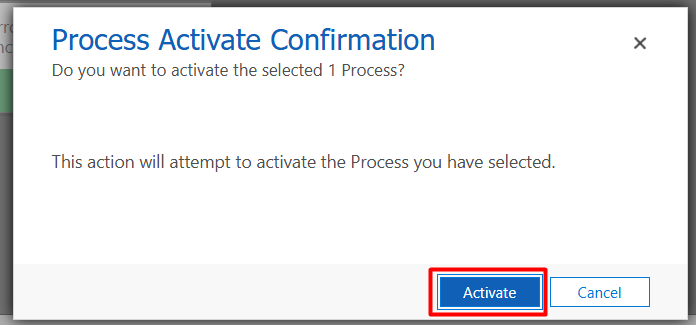 Process Activate Confirmation
Do you want to activate the selected 1 Process?
This action will attempt to activate the Process you have selected.
Activate
Cancel